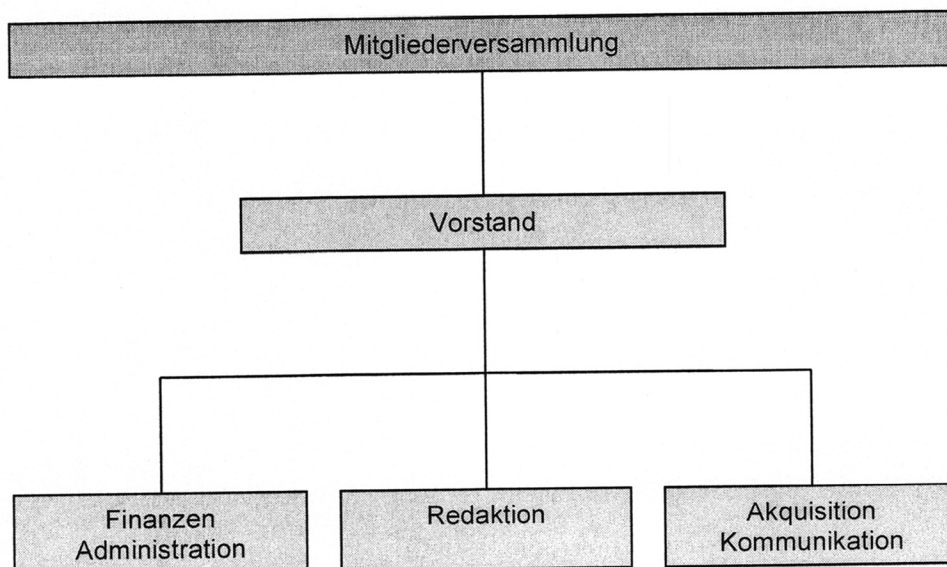 Mitgliederversammlung
Vorstand
Finanzen
Administration
Redaktion
Akquisition
Kommunikation